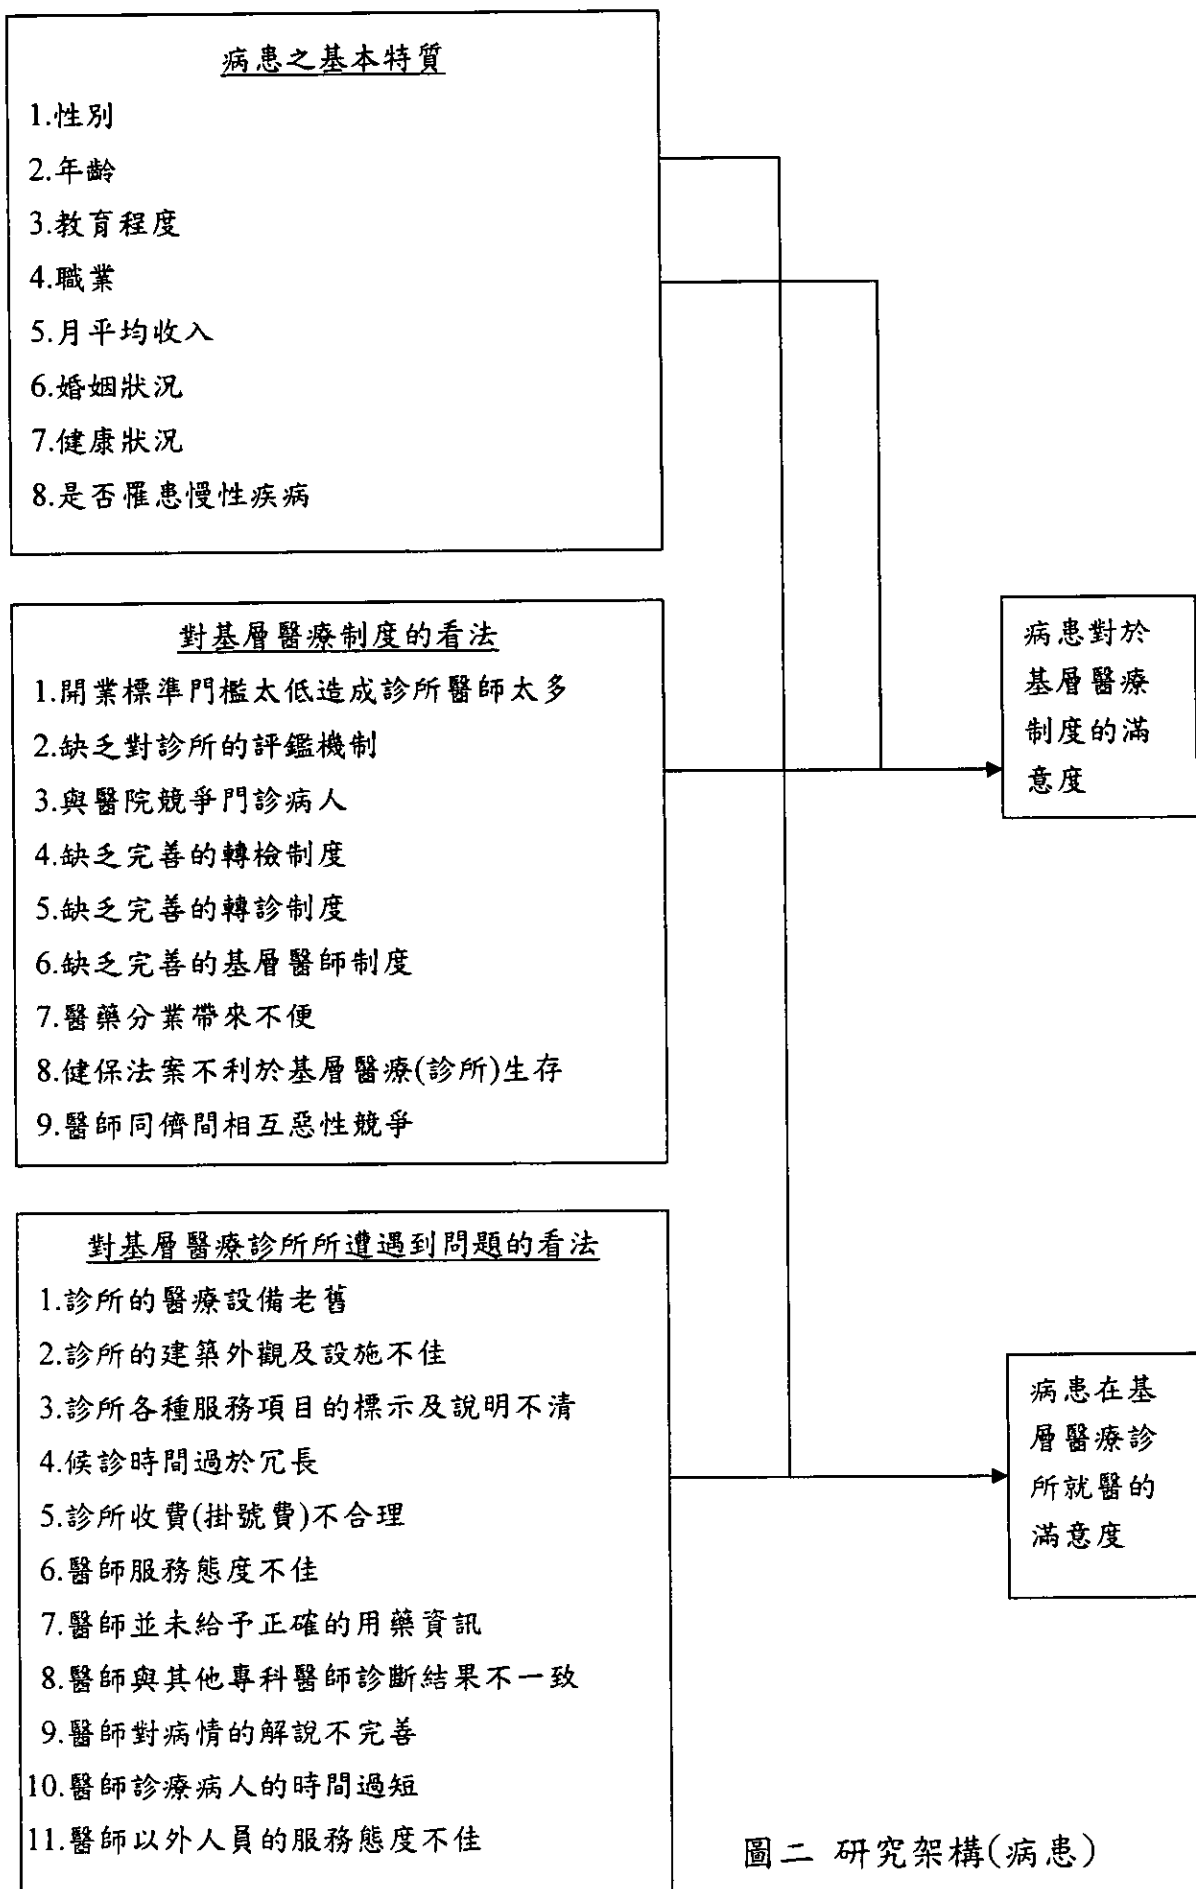 病患之基本特質
1.性別
2.年齡
3.教育程度
4.職業
5.月平均收入
6.婚姻狀況
7.健康狀況
8.是否罹患慢性疾病
對基層醫療制度的看法
1.開業標準門檻太低造成診所醫師太多
2.缺乏對診所的評鑑機制
3.與醫院競爭門診病人
4.缺乏完善的轉檢制度
5.缺乏完善的轉診制度
6.缺乏完善的基層醫師制度
7.醫藥分業帶來不便
8.健保法案不利於基層醫療(診所)生存
9.醫師同儕間相互惡性競爭
病患對於
基層醫療
制度的滿
意度
對基層醫療診所所遭遇到問題的看法
1.診所的醫療設備老舊
2.診所的建築外觀及設施不佳
3.診所各種服務項目的標示及說明不清
4.候診時間過於冗長
5.診所收費(掛號費)不合理
6.醫師服務態度不佳
7.醫師並未給予正確的用藥資訊
8.醫師與其他專科醫師診斷結果不一致
9.醫師對病情的解說不完善
10.醫師診療病人的時間過短
11.醫師以外人員的服務態度不佳
病患在基
層醫療診
所就醫的
滿意度
圖二 研究架構(病患)